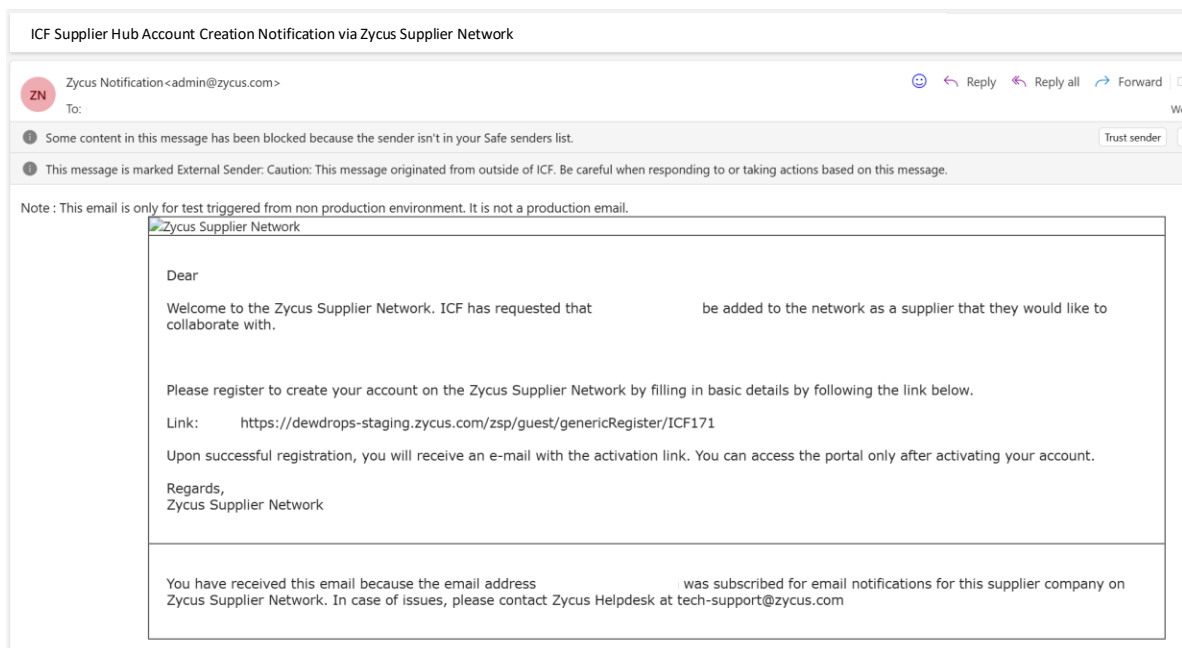 ICF Supplier Hub Account Creation Notification via Zycus Supplier Network
ZN
Zycus Notification<admin@zycus.com>
Reply
Reply all
Forward
To:
Some content in this message has been blocked because the sender isn't in your Safe senders list.
Trust sender
This message is marked External Sender: Caution: This message originated from outside of ICF. Be careful when responding to or taking actions based on this message.
Note : This email is only for test triggered from non production environment. It is not a production email.
Zycus Supplier Network
Dear
Welcome to the Zycus Supplier Network. ICF has requested that be added to the network as a supplier that they would like to
collaborate with.
Please register to create your account on the Zycus Supplier Network by filling in basic details by following the link below.
Link: https://dewdrops-staging.zycus.com/zsp/guest/genericRegister/ICF171
Upon successful registration, you will receive an e-mail with the activation link. You can access the portal only after activating your account.
Regards,
Zycus Supplier Network
You have received this email because the email address was subscribed for email notifications for this supplier company on
Zycus Supplier Network. In case of issues, please contact Zycus Helpdesk at tech-support@zycus.com